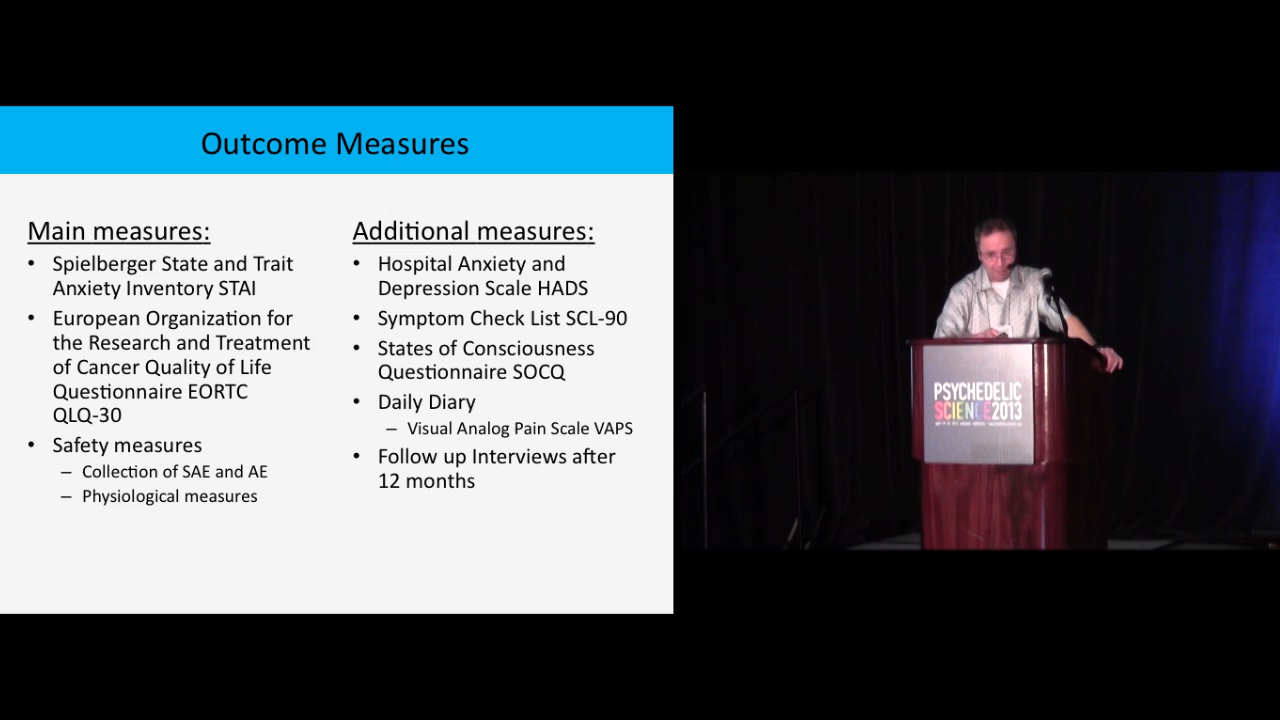 Outcome Measures
Main measures:
• Spielberger State and Trait
Anxiety Inventory STAI
• European Organization for
the Research and Treatment
of Cancer Quality of Life
Questionnaire EORTC
QLQ-30
• Safety measures
– Collection of SAE and AE
– Physiological measures
Additional measures:
• Hospital Anxiety and
Depression Scale HADS
• Symptom Check List SCL-90
• States of Consciousness
Questionnaire SOCQ
• Daily Diary
– Visual Analog Pain Scale VAPS
• Follow up Interviews after
12 months
PSYCHEDELIC
SCIENCE2013